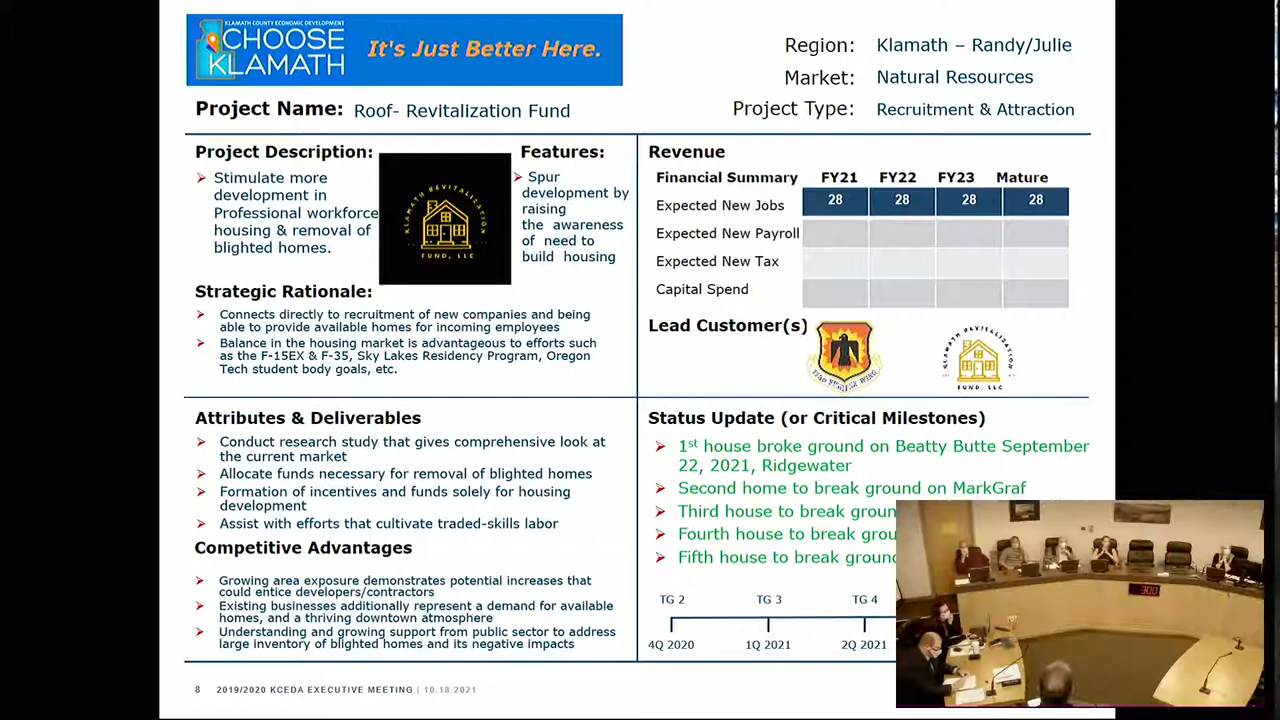 KLAMATH COUNTY ECONOMIC DEVELOPMENT
CHOOSE
KLAMATH
It's Just Better Here.
Region: Klamath – Randy/Julie
Market: Natural Resources
Project Name: Roof- Revitalization Fund
Project Type: Recruitment & Attraction
Project Description:
Stimulate more
development in
Professional workforce
housing & removal of
blighted homes.
KLAMATH REVITALIZATION
FUND, LLC
Features:
Spur
development by
raising
the awareness
of need to
build housing
Strategic Rationale:
Connects directly to recruitment of new companies and being
able to provide available homes for incoming employees
Balance in the housing market is advantageous to efforts such
as the F-15EX & F-35, Sky Lakes Residency Program, Oregon
Tech student body goals, etc.
Revenue
Financial Summary FY21 FY22 FY23 Mature
Expected New Jobs 28 28 28 28
Expected New Payroll
Expected New Tax
Capital Spend
Lead Customer(s)
173D FIGHTER WING
KLAMATH REVITALIZATION
FUND, LLC
Attributes & Deliverables
Conduct research study that gives comprehensive look at
the current market
Allocate funds necessary for removal of blighted homes
Formation of incentives and funds solely for housing
development
Assist with efforts that cultivate traded-skills labor
Competitive Advantages
Growing area exposure demonstrates potential increases that
could entice developers/contractors
Existing businesses additionally represent a demand for available
homes, and a thriving downtown atmosphere
Understanding and growing support from public sector to address
large inventory of blighted homes and its negative impacts
Status Update (or Critical Milestones)
1st house broke ground on Beatty Butte September
22, 2021, Ridgewater
Second home to break ground on MarkGraf
Third house to break groun
Fourth house to break grou
Fifth house to break ground
TG 2 TG 3 TG 4
4Q 2020 1Q 2021 2Q 2021
300
8 2019/2020 KCEDA EXECUTIVE MEETING | 10.18.2021